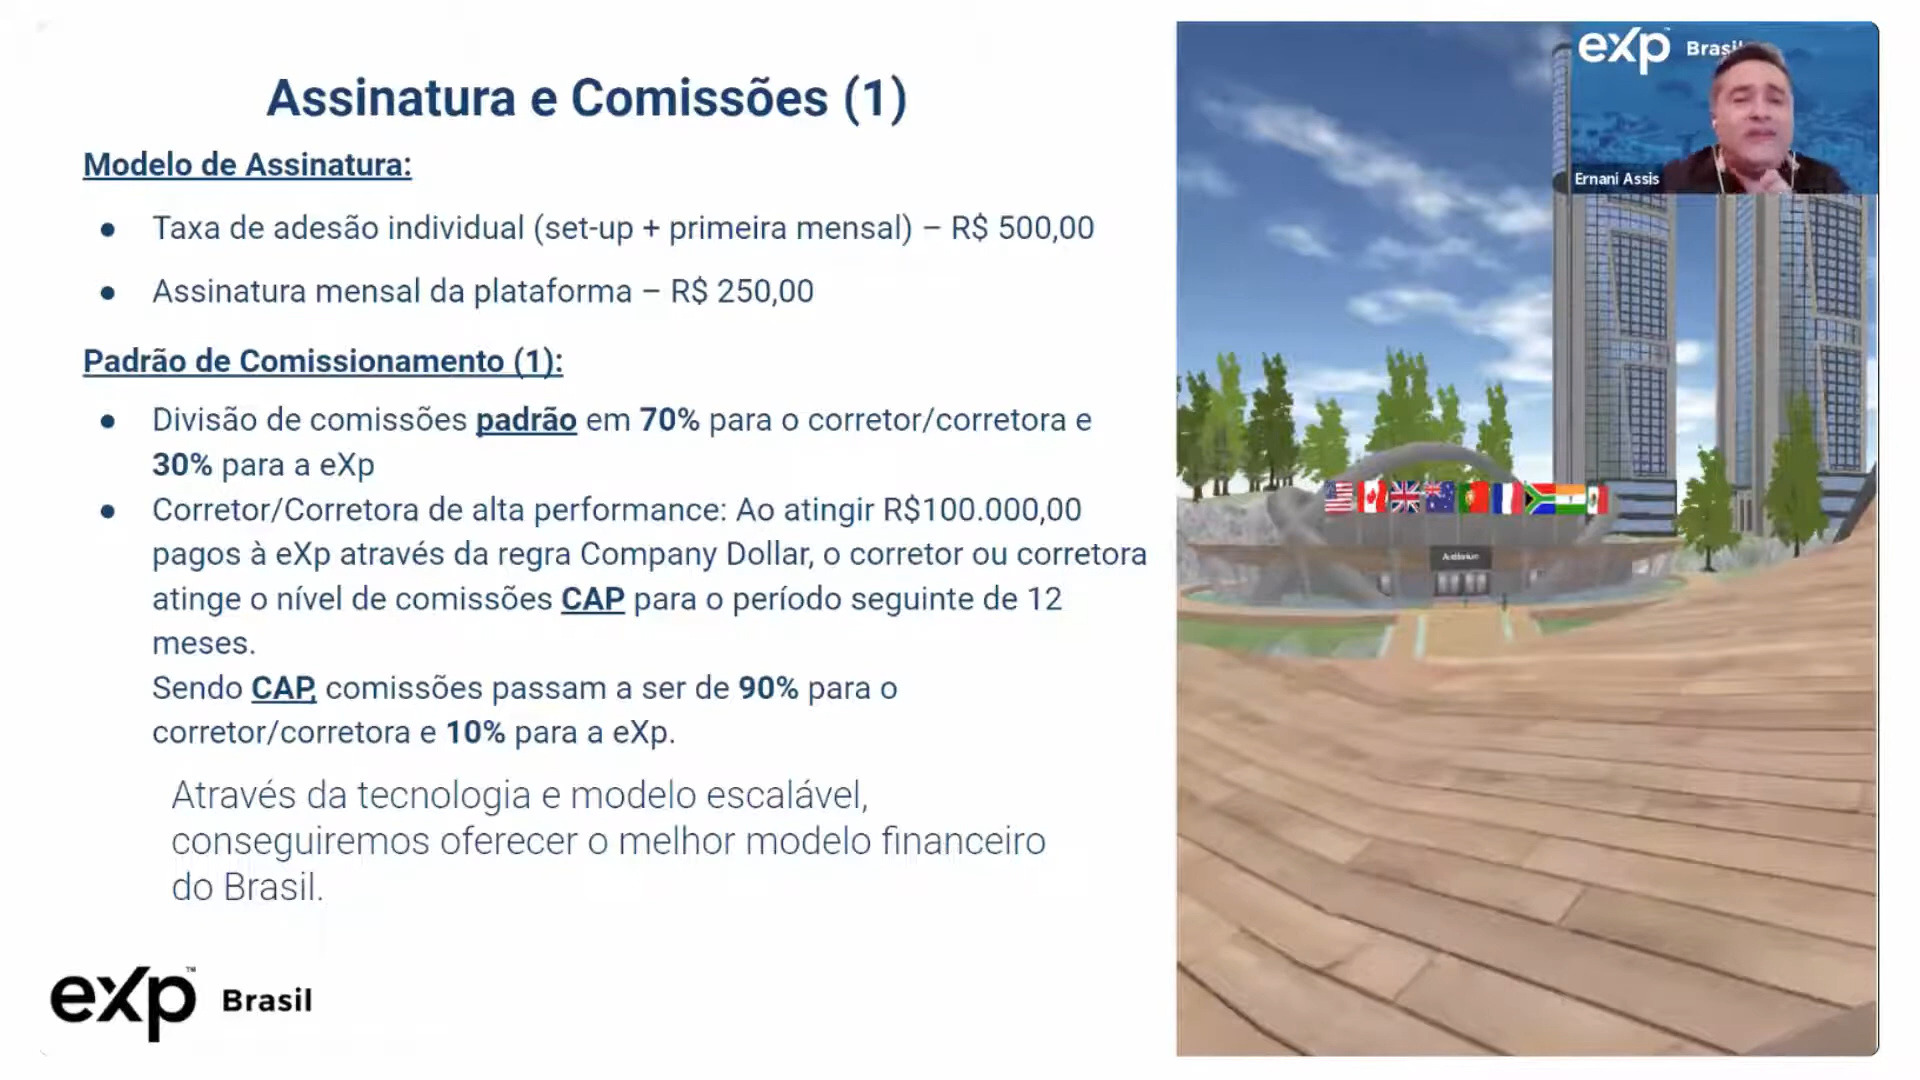 Assinatura e Comissões (1)
Modelo de Assinatura:
● Taxa de adesão individual (set-up + primeira mensal) – R$ 500,00
● Assinatura mensal da plataforma – R$ 250,00
Padrão de Comissionamento (1):
● Divisão de comissões padrão em 70% para o corretor/corretora e
30% para a eXp
● Corretor/Corretora de alta performance: Ao atingir R$100.000,00
pagos à eXp através da regra Company Dollar, o corretor ou corretora
atinge o nível de comissões CAP para o período seguinte de 12
meses.
Sendo CAP, comissões passam a ser de 90% para o
corretor/corretora e 10% para a eXp.
Através da tecnologia e modelo escalável,
conseguiremos oferecer o melhor modelo financeiro
do Brasil.
eXp™ Brasil
eXp Brasil
Ernani Assis
Auditorium